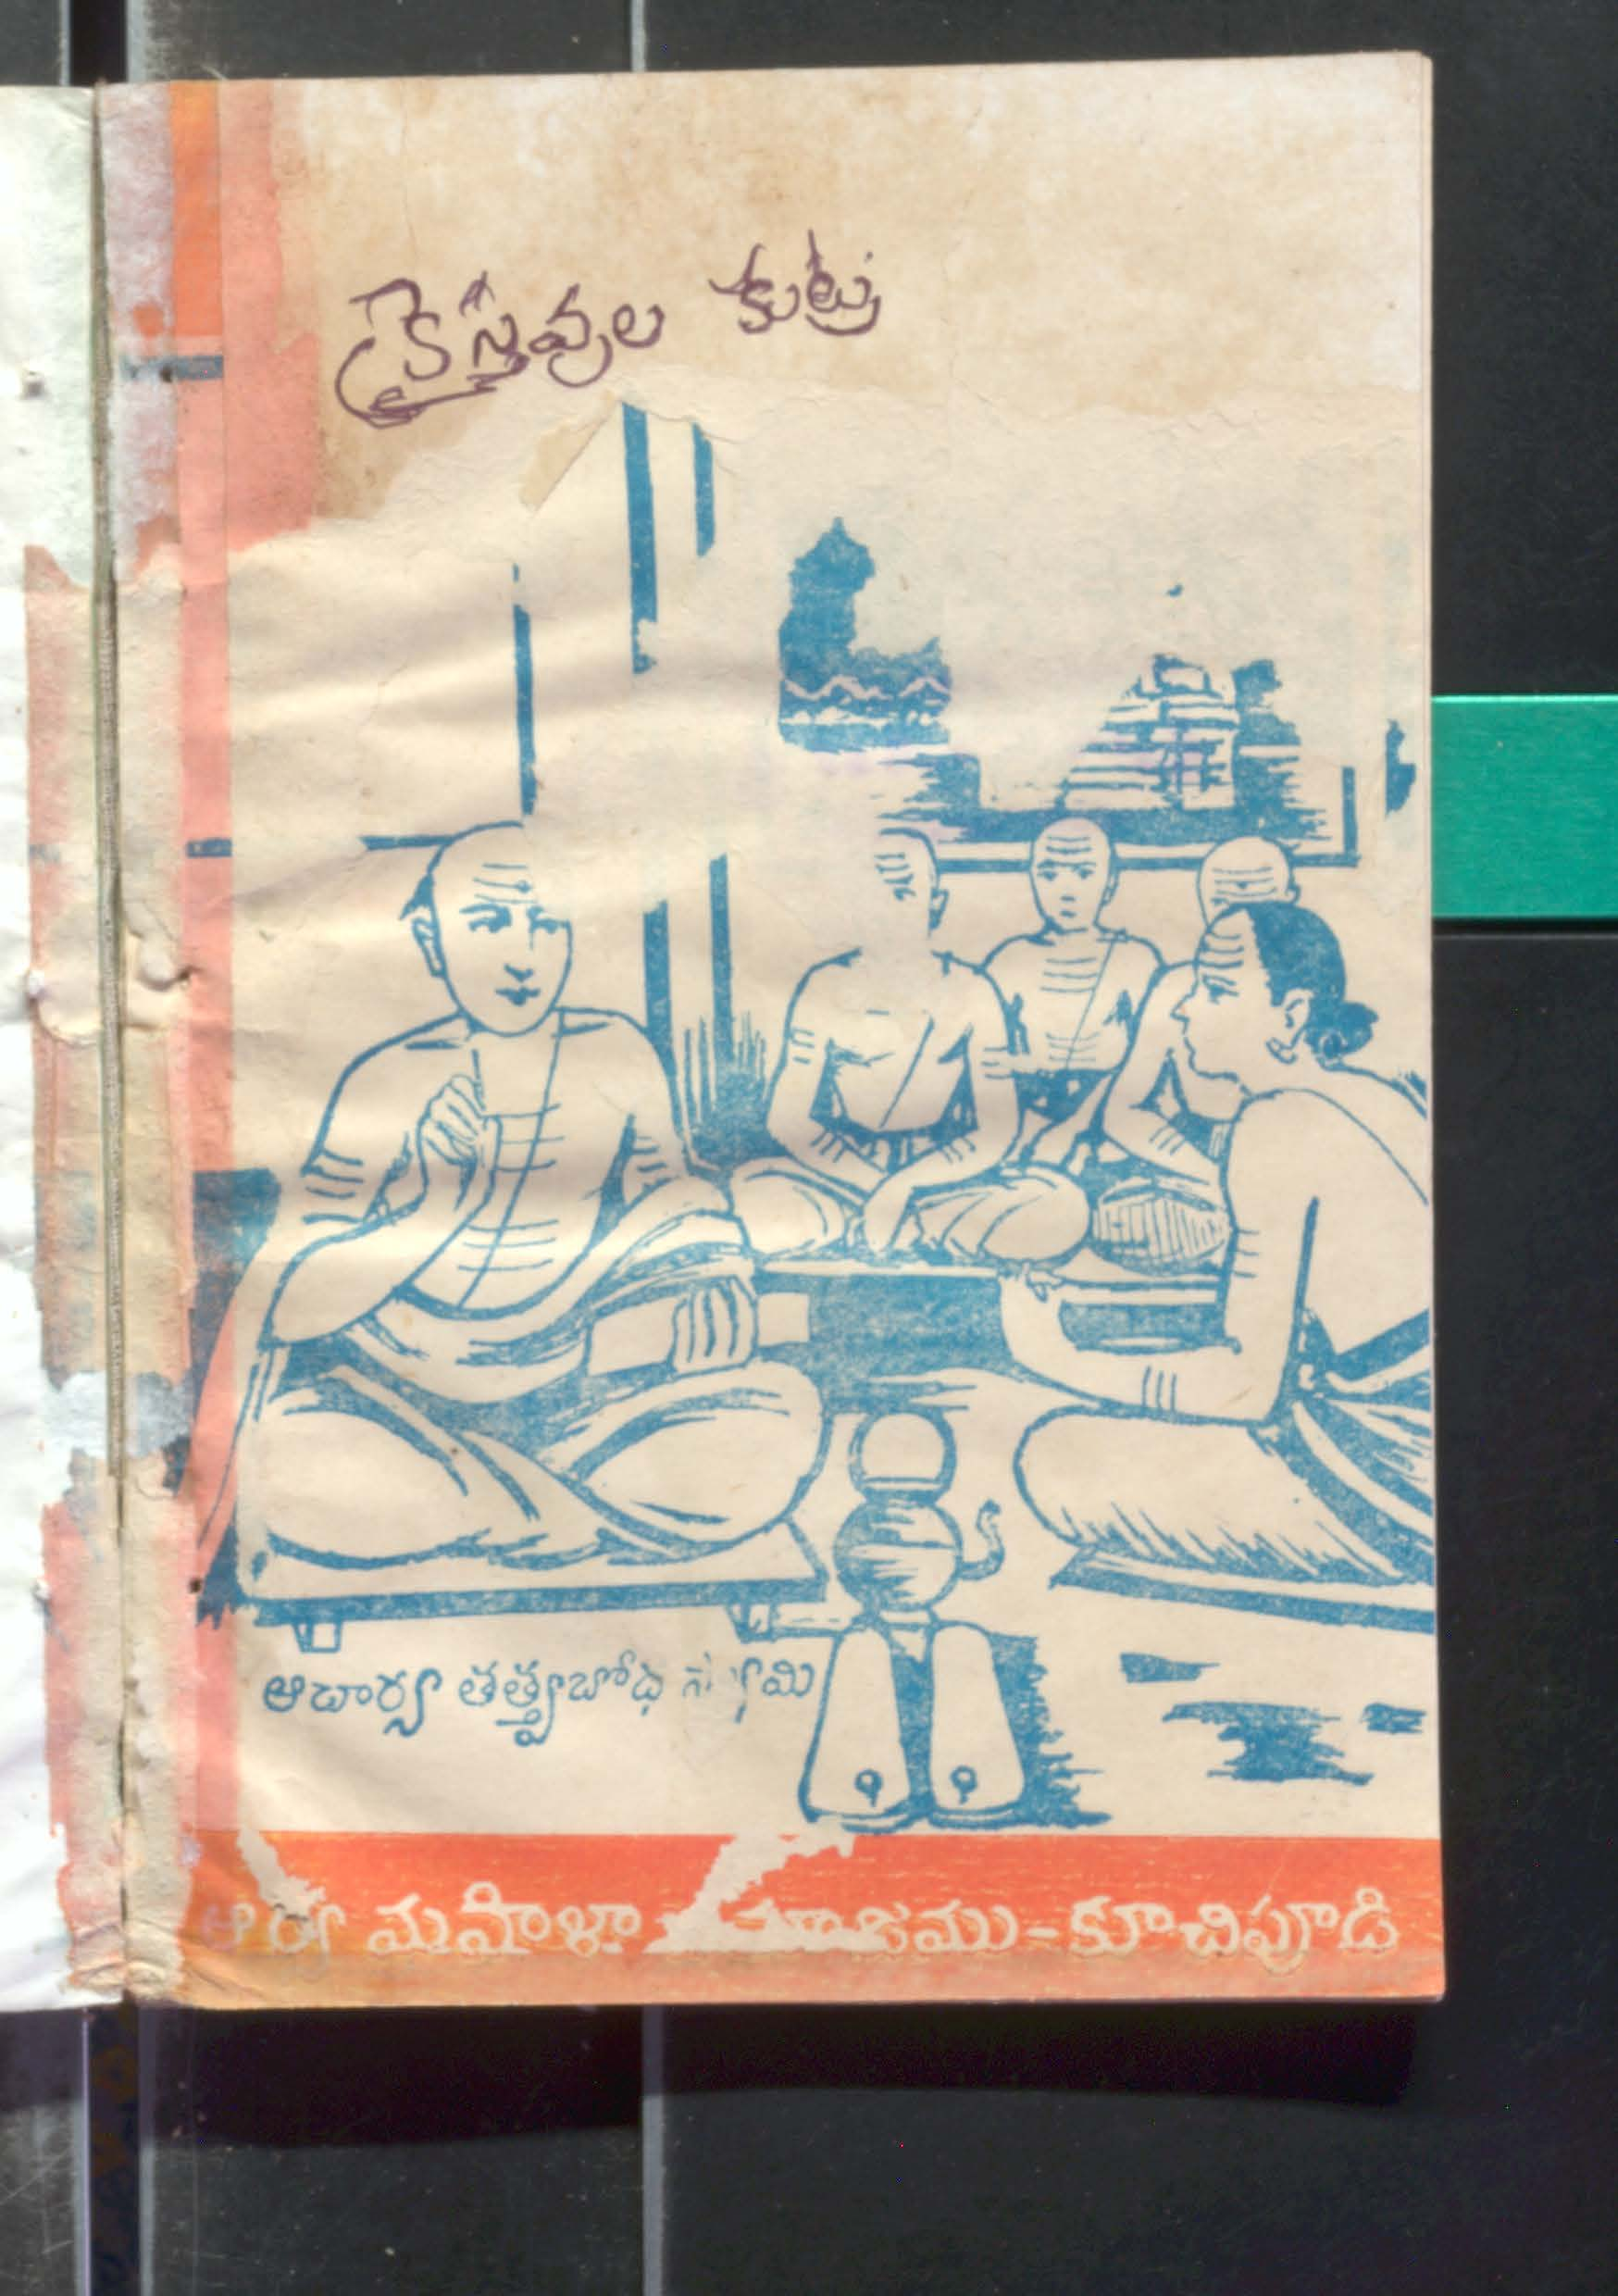 క్రైస్తవుల కుట్ర
ఆచార్య తత్త్వబోధ స్వామి
ఆర్య మహిళా సమాజము-కూచిపూడి